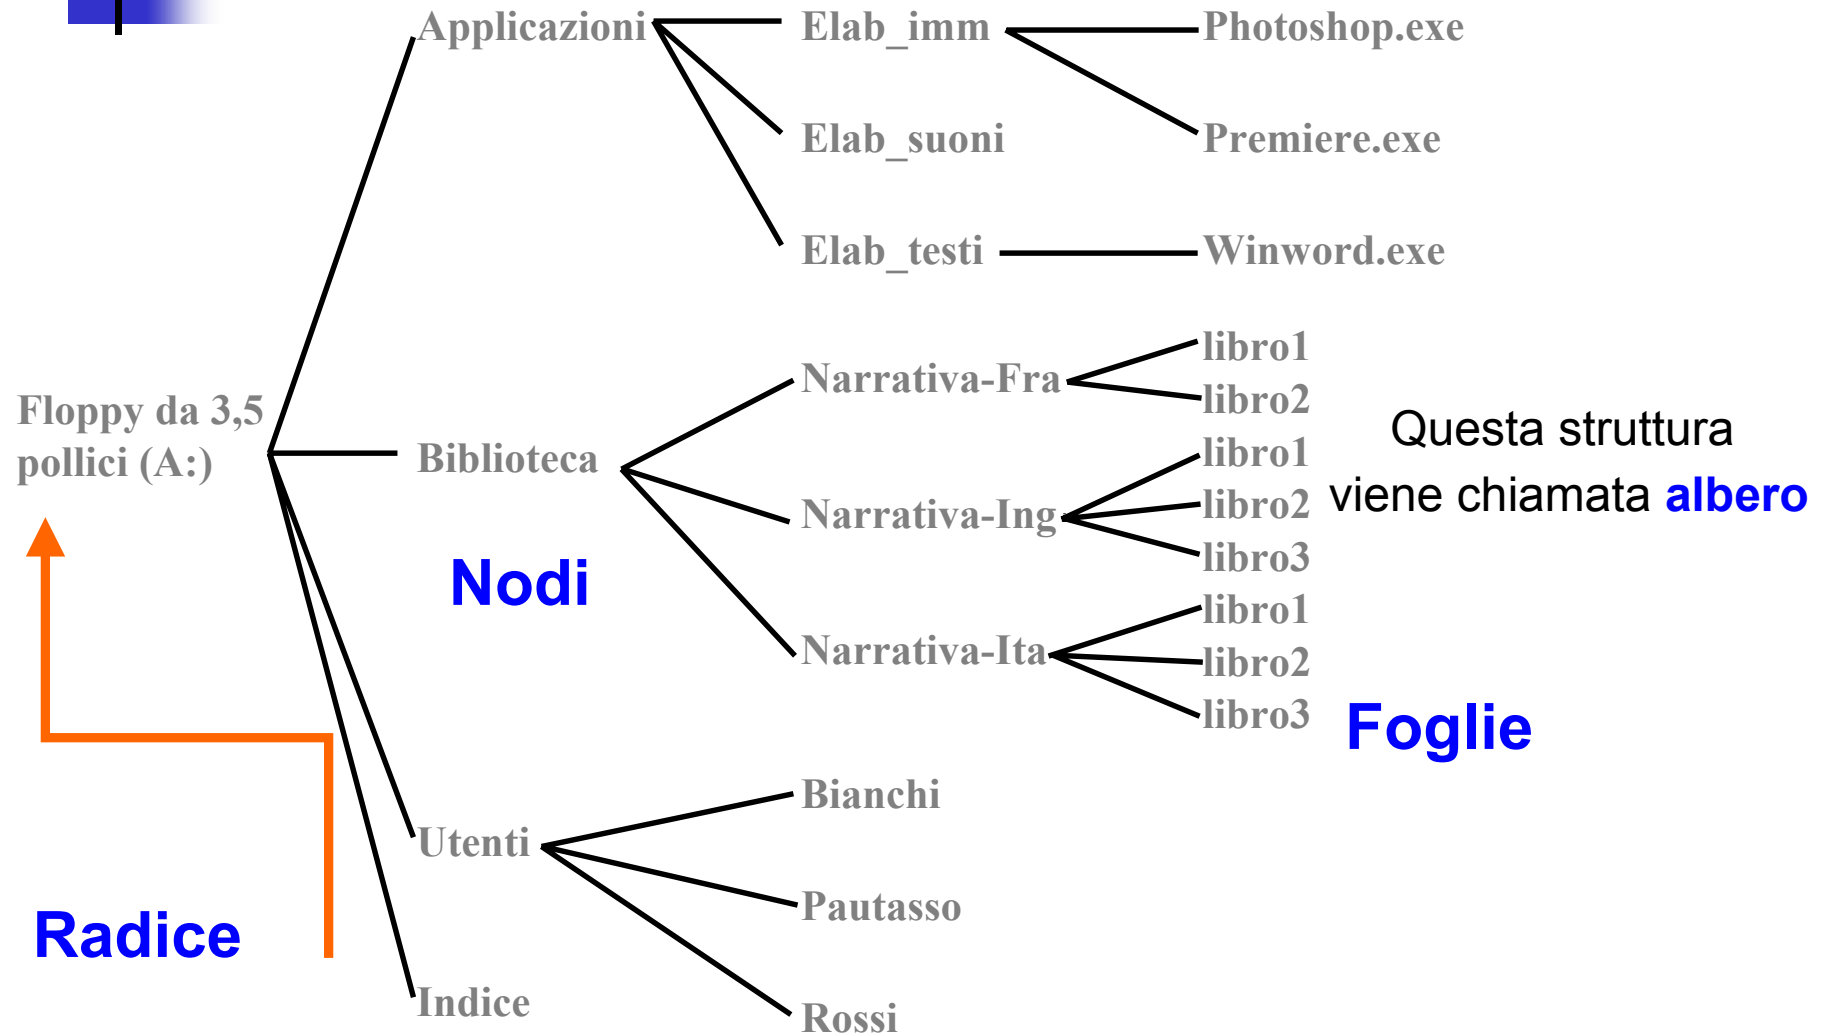 Applicazioni
Elab_imm
Photoshop.exe
Elab_suoni
Premiere.exe
Elab_testi
Winword.exe
Floppy da 3,5
pollici (A:)
Biblioteca
Narrativa-Fra
libro1
libro2
Narrativa-Ing
libro1
libro2
libro3
Narrativa-Ita
libro1
libro2
libro3
Questa struttura
viene chiamata albero
Nodi
Foglie
Utenti
Bianchi
Pautasso
Rossi
Radice
Indice